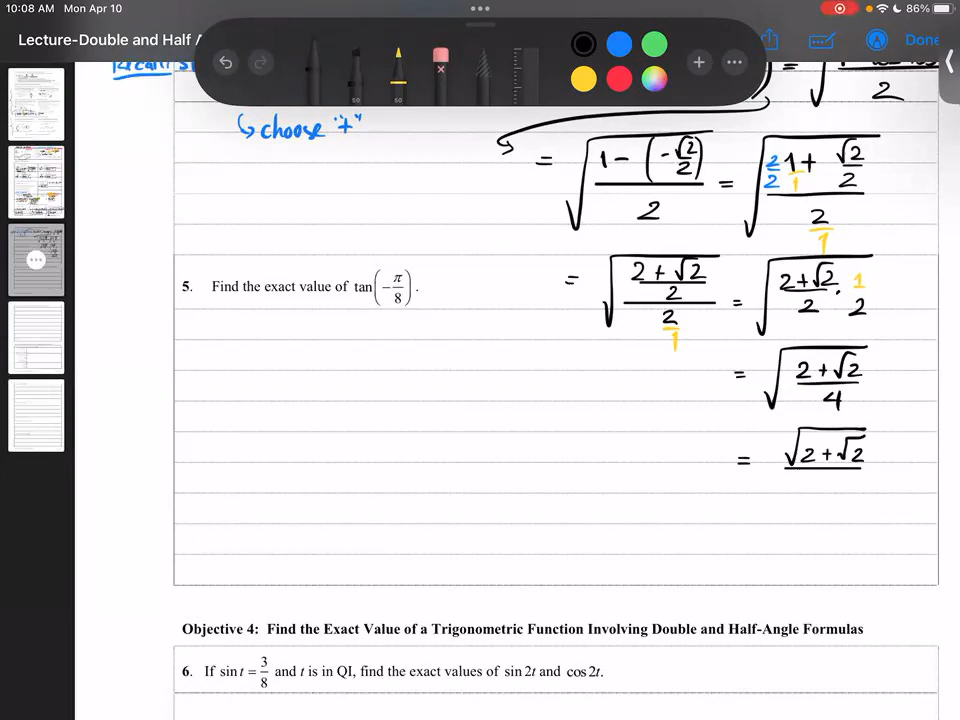 10:08 AM Mon Apr 10
86%
Lecture-Double and Half A
Done
50
50
Recall: s
↳ choose "+"
= √(
2
= √((1 - (-√2/2))/2) = √((2/2 1/1 + √2/2)/(2/1))
= √(((2 + √2)/2)/(2/1)) = √((2+√2)/2 · 1/2)
= √((2 + √2)/4)
= √(2 + √2)
5. Find the exact value of tan(-π/8).
Objective 4: Find the Exact Value of a Trigonometric Function Involving Double and Half-Angle Formulas
6. If sin t = 3/8 and t is in QI, find the exact values of sin 2t and cos 2t.